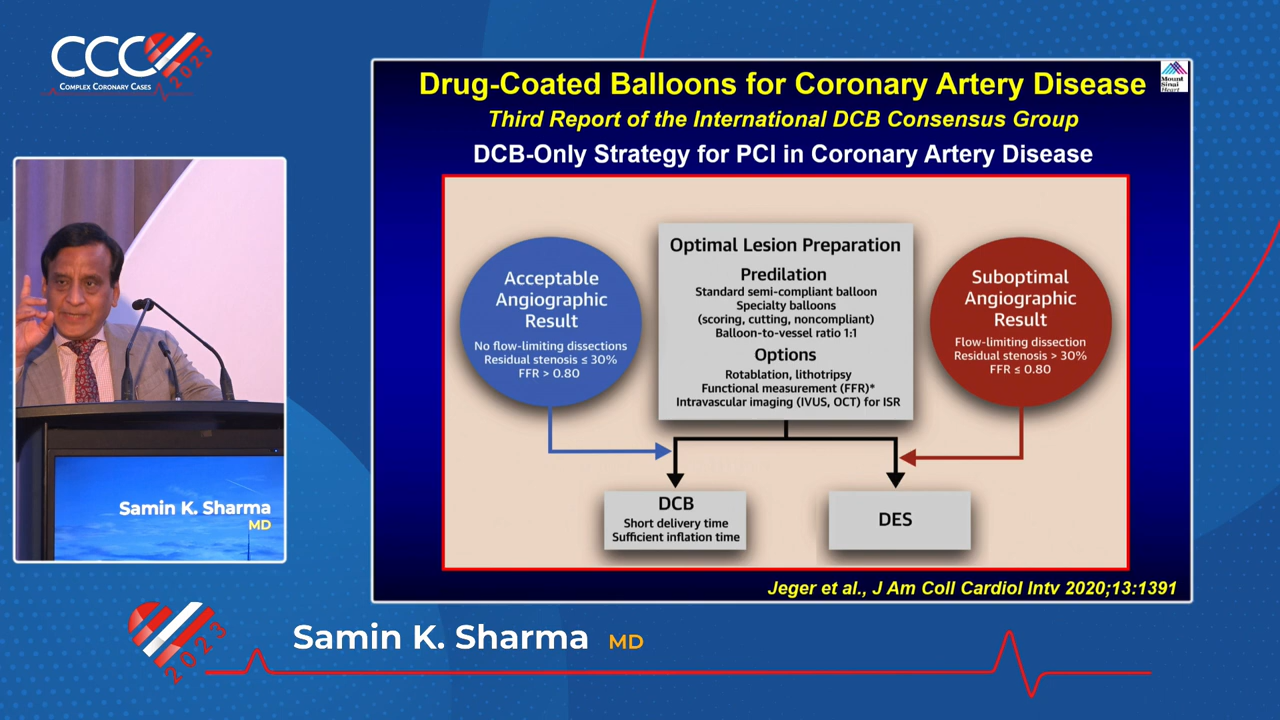 CCC
2023
COMPLEX CORONARY CASES
Drug-Coated Balloons for Coronary Artery Disease
Mount
Sinai
Heart
Third Report of the International DCB Consensus Group
DCB-Only Strategy for PCI in Coronary Artery Disease
Acceptable
Angiographic
Result
No flow-limiting dissections
Residual stenosis ≤ 30%
FFR > 0.80
Optimal Lesion Preparation
Predilation
Standard semi-compliant balloon
Specialty balloons
(scoring, cutting, noncompliant)
Balloon-to-vessel ratio 1:1
Options
Rotablation, lithotripsy
Functional measurement (FFR)*
Intravascular imaging (IVUS, OCT) for ISR
Suboptimal
Angiographic
Result
Flow-limiting dissection
Residual stenosis > 30%
FFR ≤ 0.80
DCB
Short delivery time
Sufficient inflation time
DES
Jeger et al., J Am Coll Cardiol Intv 2020;13:1391
Samin K. Sharma
MD
2023
Samin K. Sharma MD